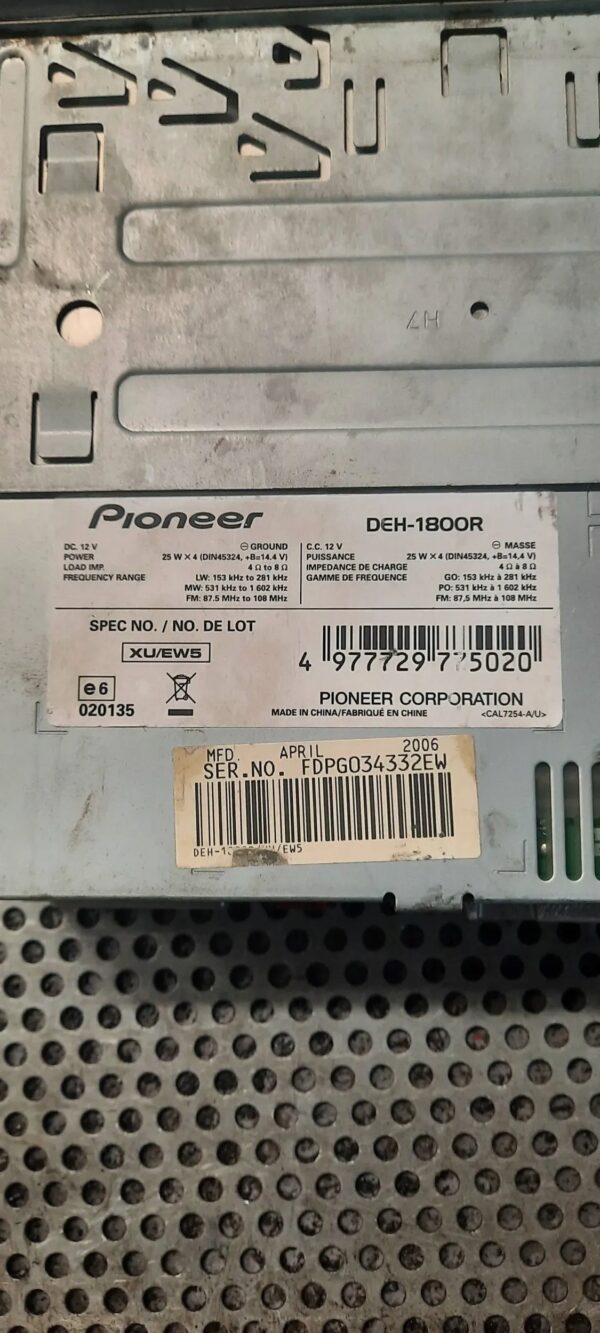 H7
Pioneer
DEH-1800R
DC. 12 V ⊖ GROUND
POWER 25 W × 4 (DIN45324, +B=14,4 V)
LOAD IMP. 4 Ω to 8 Ω
FREQUENCY RANGE LW: 153 kHz to 281 kHz
MW: 531 kHz to 1 602 kHz
FM: 87.5 MHz to 108 MHz
C.C. 12 V ⊖ MASSE
PUISSANCE 25 W × 4 (DIN45324, +B=14,4 V)
IMPEDANCE DE CHARGE 4 Ω à 8 Ω
GAMME DE FREQUENCE GO: 153 kHz à 281 kHz
PO: 531 kHz à 1 602 kHz
FM: 87,5 MHz à 108 MHz
SPEC NO. / NO. DE LOT
XU/EW5
4 977729 775020
e6
020135
PIONEER CORPORATION
MADE IN CHINA/FABRIQUÉ EN CHINE <CAL7254-A/U>
MFD. APRIL 2006
SER.NO. FDPG034332EW